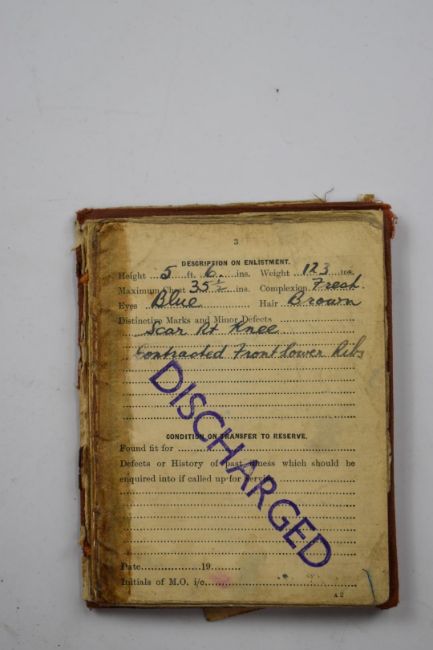 3
DESCRIPTION ON ENLISTMENT.
Height 5 ft. 6 ins. Weight 123 lbs.
Maximum Chest 35½ ins. Complexion Fresh.
Eyes Blue Hair Brown
Distinctive Marks and Minor Defects
Scar Rt Knee
Contracted Front Lower Ribs
DISCHARGED
CONDITION ON TRANSFER TO RESERVE.
Found fit for
Defects or History of past illness which should be
enquired into if called up for Service
Date 19
Initials of M.O. i/c
A 2